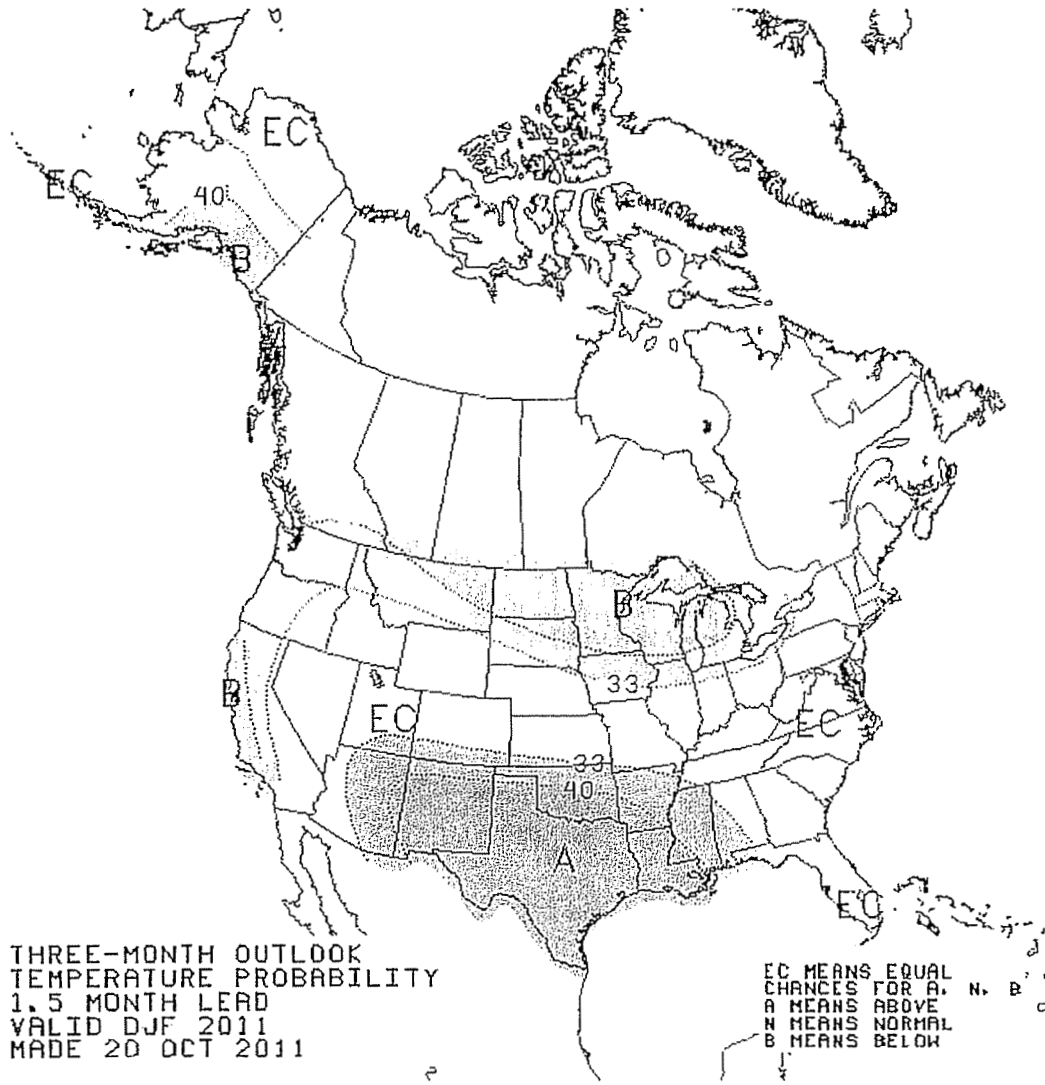 EC
EC
40
B
B
33
B
EC
EC
33
40
A
EC
THREE-MONTH OUTLOOK
TEMPERATURE PROBABILITY
1.5 MONTH LEAD
VALID DJF 2011
MADE 20 OCT 2011
EC MEANS EQUAL
CHANCES FOR A, N, B
A MEANS ABOVE
N MEANS NORMAL
B MEANS BELOW